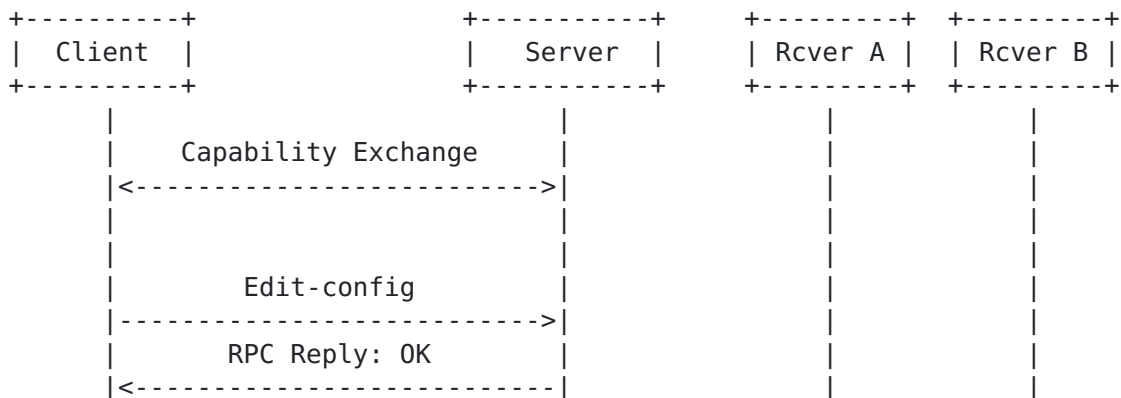 +----------+                 +-----------+     +---------+  +---------+
|  Client  |                 |   Server  |     | Rcver A |  | Rcver B |
+----------+                 +-----------+     +---------+  +---------+
      |                            |                |            |
      |    Capability Exchange     |                |            |
      |<-------------------------->|                |            |
      |                            |                |            |
      |                            |                |            |
      |        Edit-config         |                |            |
      |--------------------------->|                |            |
      |       RPC Reply: OK        |                |            |
      |<---------------------------|                |            |